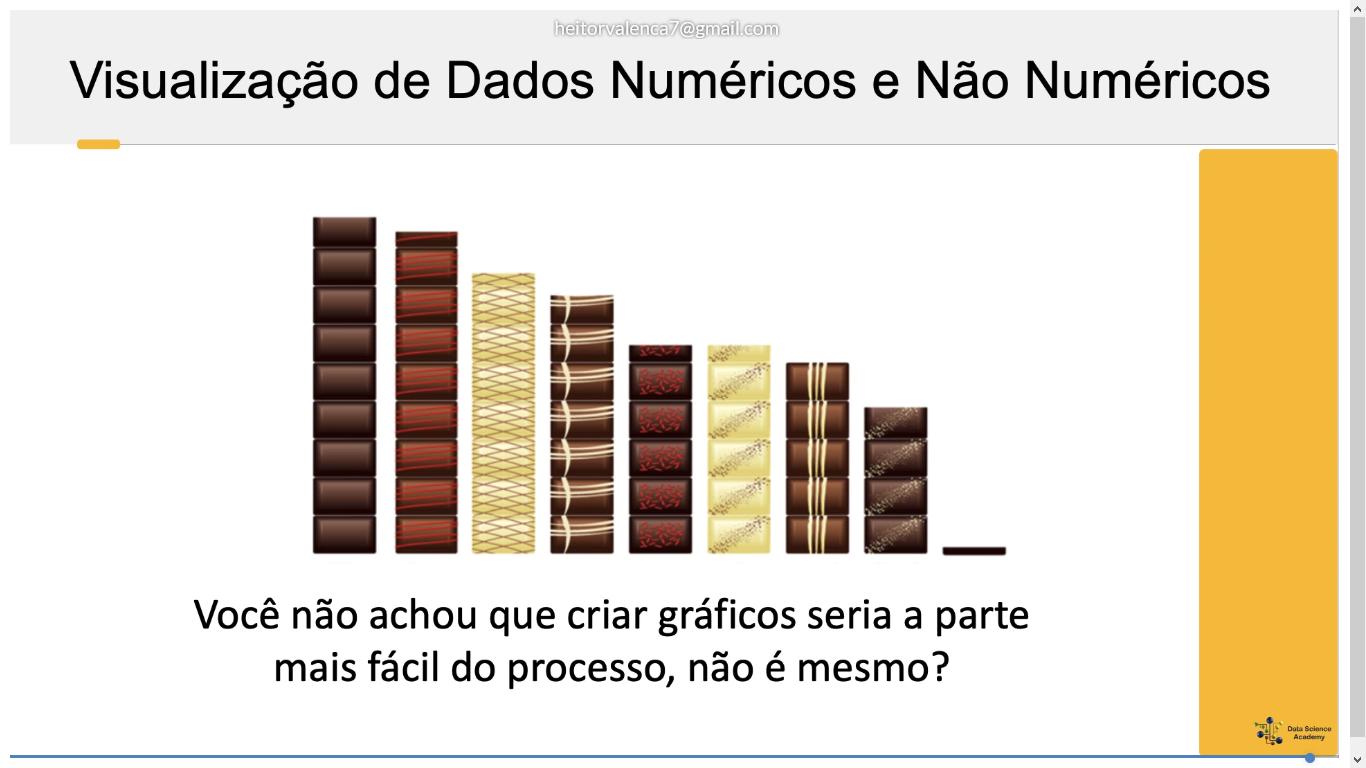 heitorvalenca7@gmail.com
Visualização de Dados Numéricos e Não Numéricos
Você não achou que criar gráficos seria a parte
mais fácil do processo, não é mesmo?
Data Science
Academy